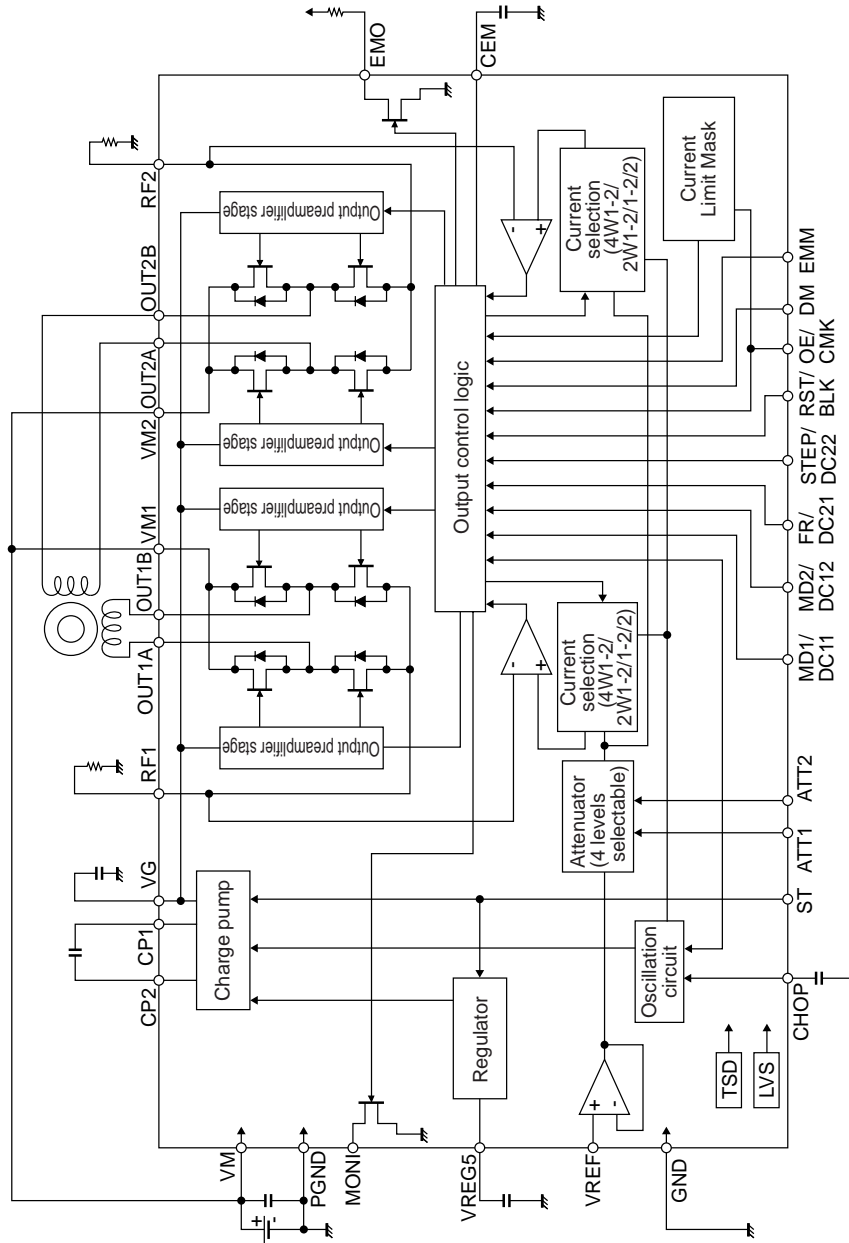 EMO
CEM
RF2
OUT2B
OUT2A
VM2
VM1
OUT1B
OUT1A
RF1
VG
CP1
CP2
Output preamplifier stage
Output preamplifier stage
Output preamplifier stage
Output preamplifier stage
Charge pump
+
-
VM
PGND
MONI
VREG5
VREF
GND
Regulator
Output control logic
-
+
-
+
Current
selection
(4W1-2/
2W1-2/1-2/2)
Current
selection
(4W1-2/
2W1-2/1-2/2)
Current
Limit Mask
Attenuator
(4 levels
selectable)
Oscillation
circuit
+
-
TSD
LVS
CHOP
ST
ATT1
ATT2
MD1/
DC11
MD2/
DC12
FR/
DC21
STEP/
DC22
RST/
BLK
OE/
CMK
DM
EMM